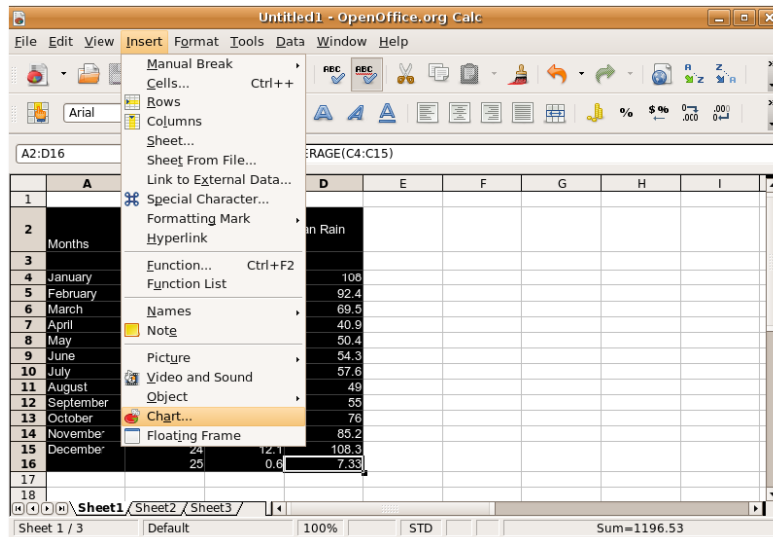 Untitled1 - OpenOffice.org Calc
File Edit View Insert Format Tools Data Window Help
Manual Break
Cells... Ctrl++
Rows
Columns
Sheet...
Sheet From File...
Link to External Data...
Special Character...
Formatting Mark
Hyperlink
Function... Ctrl+F2
Function List
Names
Note
Picture
Video and Sound
Object
Chart...
Floating Frame
ABC ABC
Arial
A2:D16 ERAGE(C4:C15)
A D E F G H I
1
2 Months an Rain
3
4 January 108
5 February 92.4
6 March 69.5
7 April 40.9
8 May 50.4
9 June 54.3
10 July 57.6
11 August 49
12 September 55
13 October 76
14 November 85.2
15 December 24 12.1 108.3
16 25 0.6 7.33
17
18
Sheet1 Sheet2 Sheet3
Sheet 1 / 3 Default 100% STD Sum=1196.53